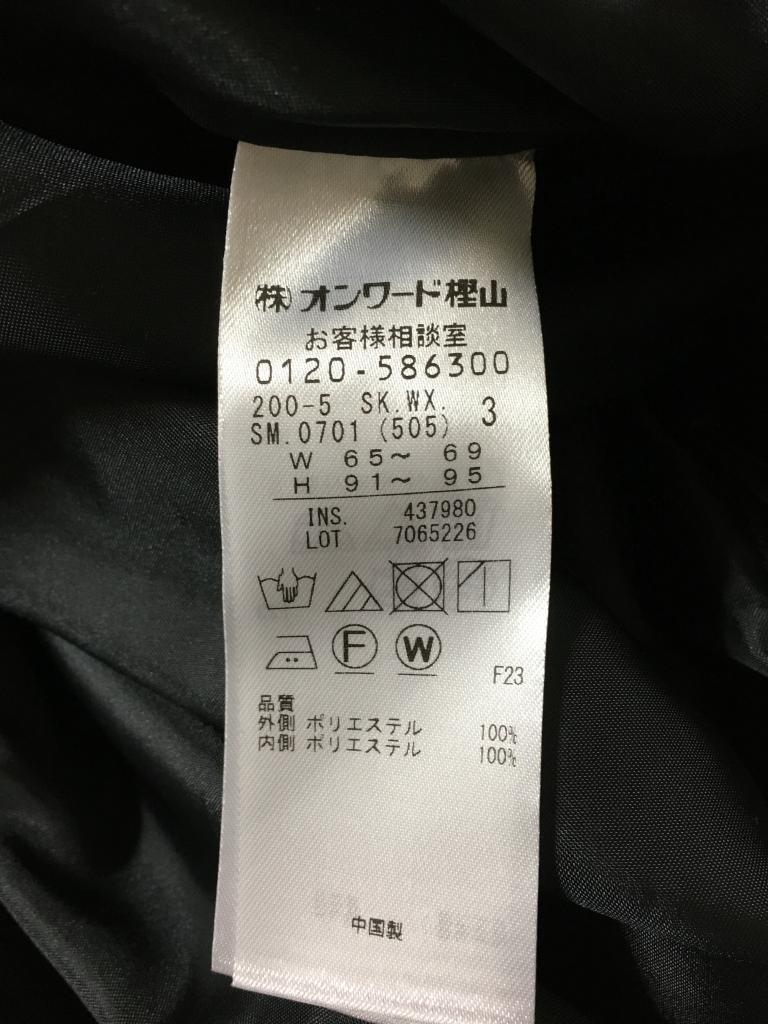 (株)オンワード樫山
お客様相談室
0120-586300
200-5 SK.WX. 3
SM.0701 (505)
W 65〜 69
H 91〜 95
INS. 437980
LOT 7065226
F W
F23
品質
外側 ポリエステル 100%
内側 ポリエステル 100%
中国製